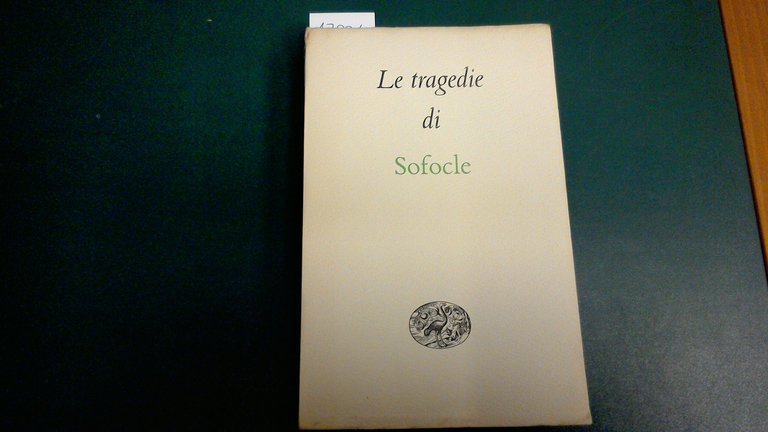 Le tragedie
di
Sofocle